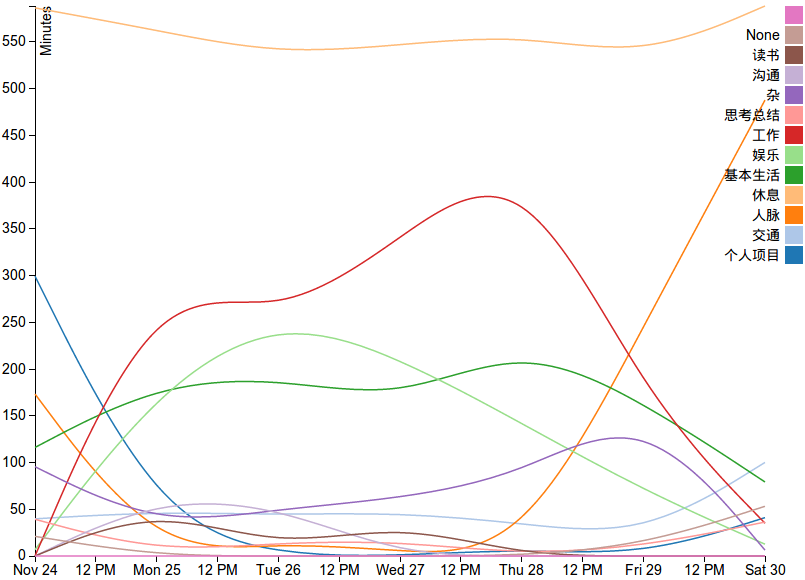 Minutes
550
500
450
400
350
300
250
200
150
100
50
0
None
读书
沟通
杂
思考总结
工作
娱乐
基本生活
休息
人脉
交通
个人项目
Nov 24 12 PM Mon 25 12 PM Tue 26 12 PM Wed 27 12 PM Thu 28 12 PM Fri 29 12 PM Sat 30